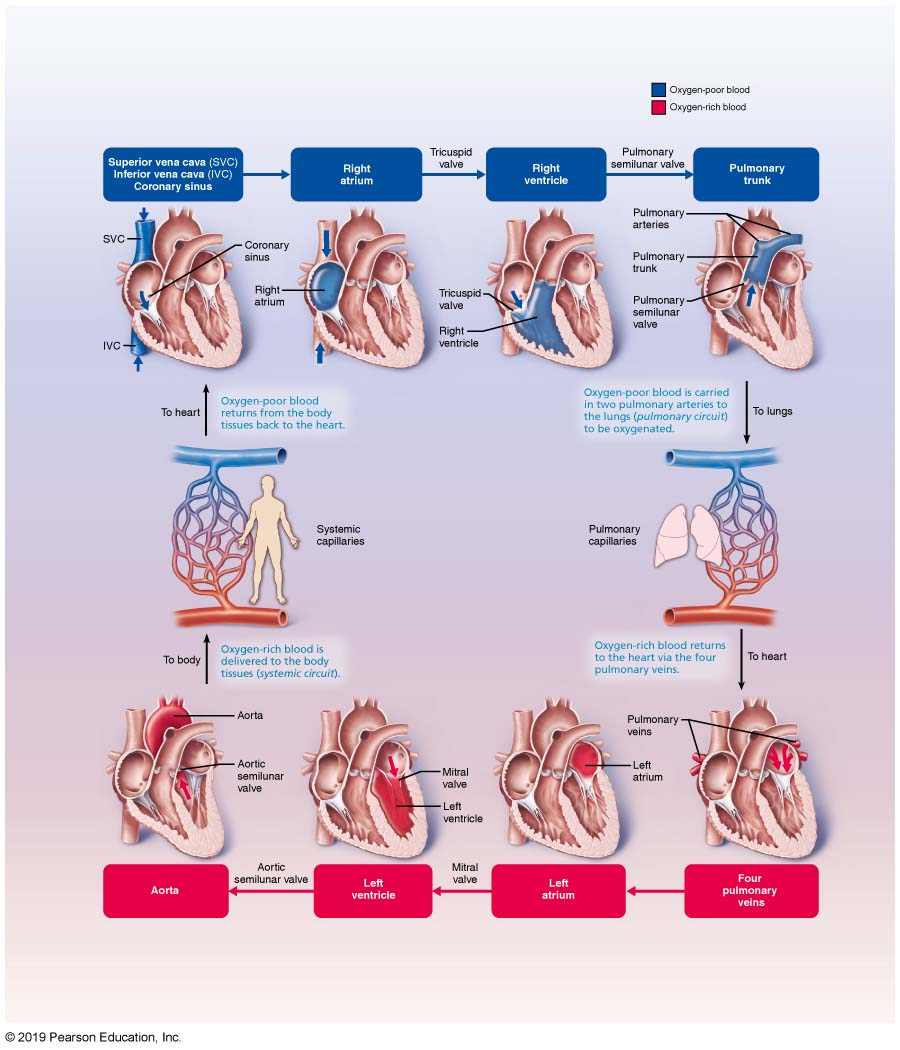 Oxygen-poor blood
Oxygen-rich blood
Superior vena cava (SVC)
Inferior vena cava (IVC)
Coronary sinus
Right
atrium
Tricuspid
valve
Right
ventricle
Pulmonary
semilunar valve
Pulmonary
trunk
SVC
Coronary
sinus
IVC
Right
atrium
Tricuspid
valve
Right
ventricle
Pulmonary
arteries
Pulmonary
trunk
Pulmonary
semilunar
valve
To heart
Oxygen-poor blood
returns from the body
tissues back to the heart.
Oxygen-poor blood is carried
in two pulmonary arteries to
the lungs (pulmonary circuit)
to be oxygenated.
To lungs
Systemic
capillaries
Pulmonary
capillaries
To body
Oxygen-rich blood is
delivered to the body
tissues (systemic circuit).
Oxygen-rich blood returns
to the heart via the four
pulmonary veins.
To heart
Aorta
Aortic
semilunar
valve
Mitral
valve
Left
ventricle
Left
atrium
Pulmonary
veins
Aorta
Aortic
semilunar valve
Left
ventricle
Mitral
valve
Left
atrium
Four
pulmonary
veins
© 2019 Pearson Education, Inc.